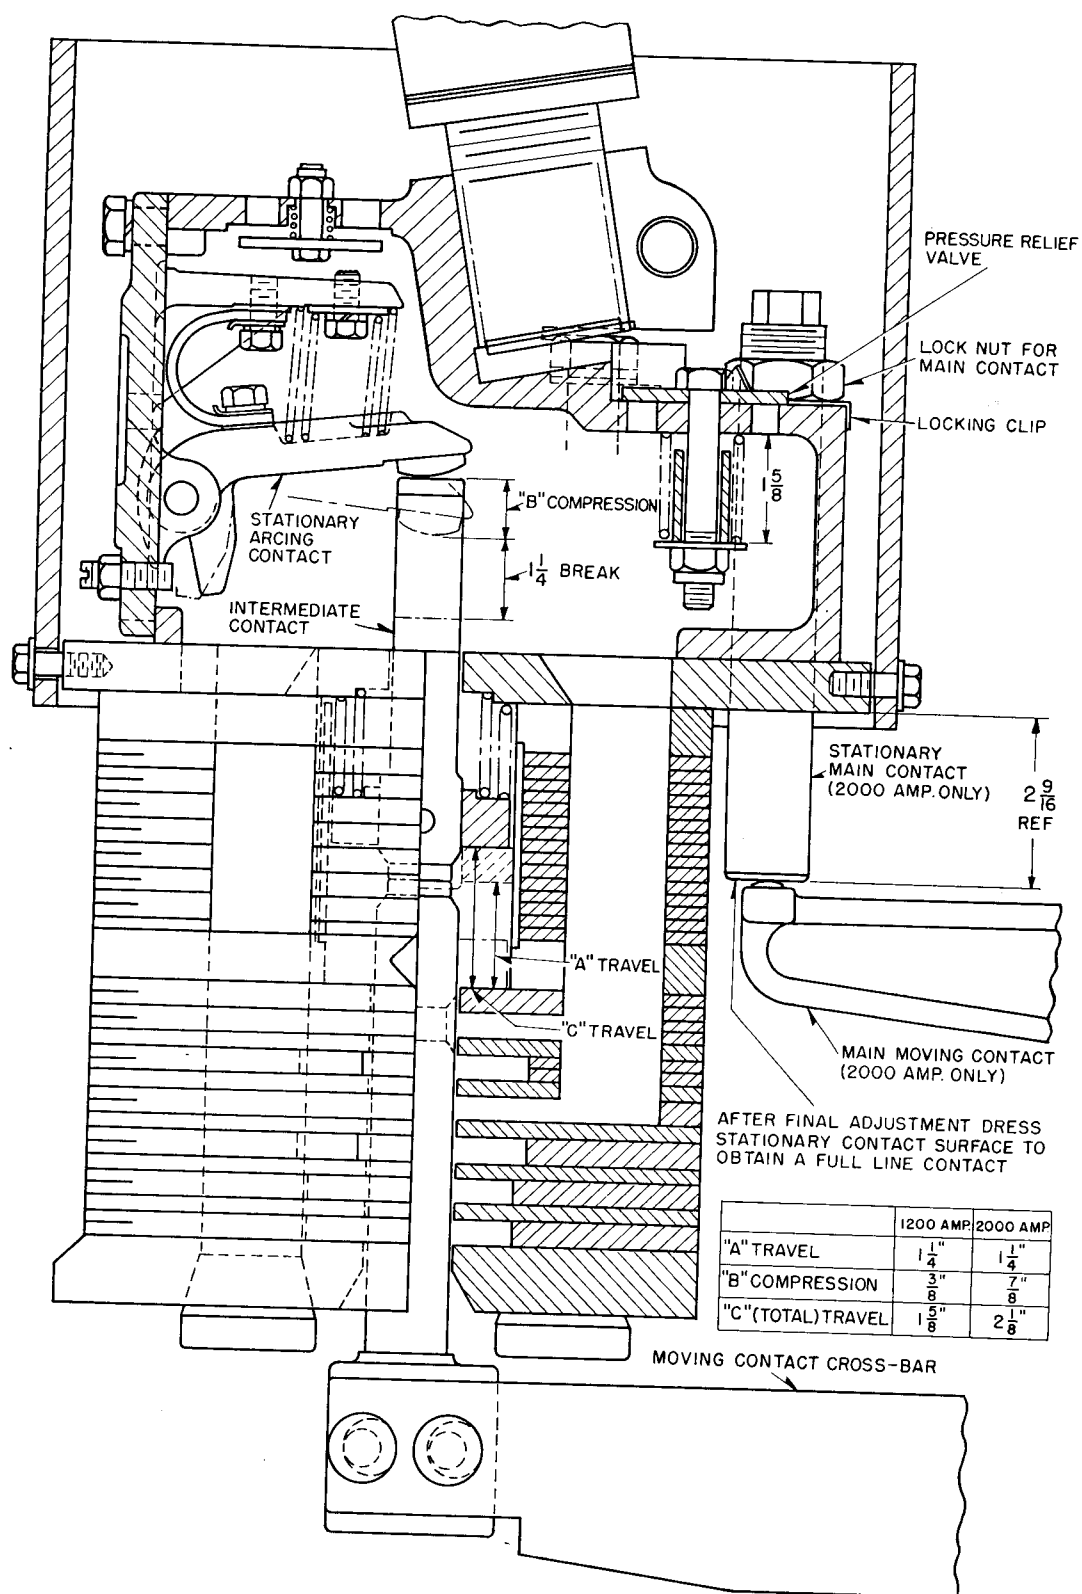 PRESSURE RELIEF
VALVE
LOCK NUT FOR
MAIN CONTACT
LOCKING CLIP
1 5/8
"B" COMPRESSION
STATIONARY
ARCING
CONTACT
1 1/4 BREAK
INTERMEDIATE
CONTACT
STATIONARY
MAIN CONTACT
(2000 AMP. ONLY)
2 9/16
REF
"A" TRAVEL
"C" TRAVEL
MAIN MOVING CONTACT
(2000 AMP. ONLY)
AFTER FINAL ADJUSTMENT DRESS
STATIONARY CONTACT SURFACE TO
OBTAIN A FULL LINE CONTACT
1200 AMP. 2000 AMP.
"A" TRAVEL 1 1/4" 1 1/4"
"B" COMPRESSION 3/8" 7/8"
"C" (TOTAL) TRAVEL 1 5/8" 2 1/8"
MOVING CONTACT CROSS-BAR